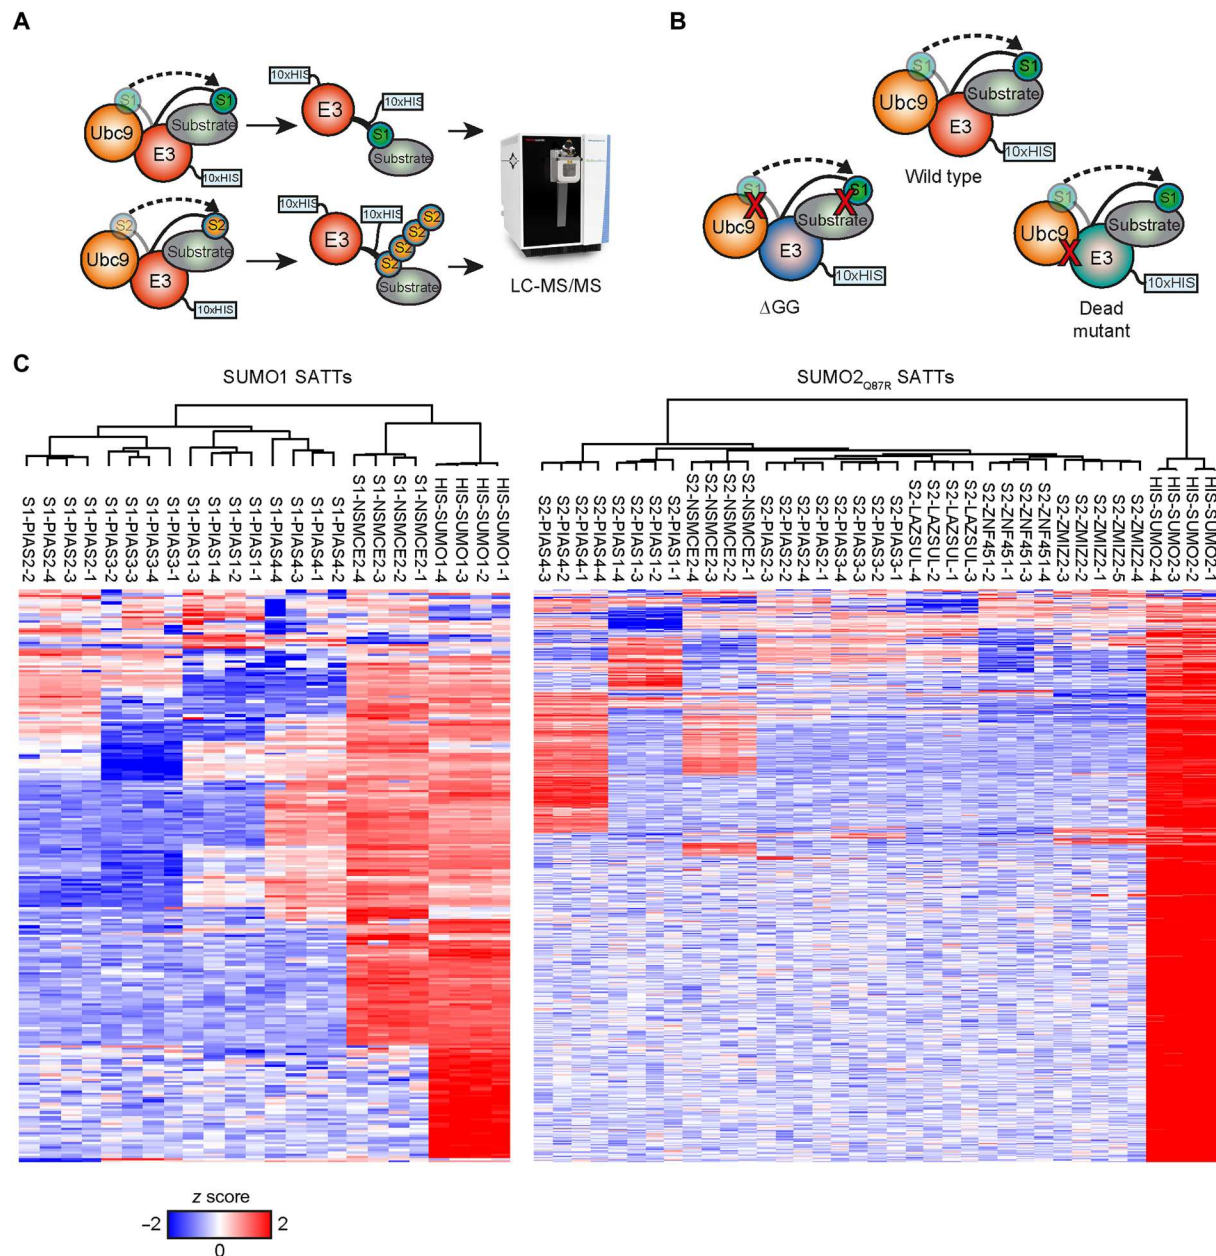 A
B
10xHIS
S1
S1
Ubc9
Substrate
E3
10xHIS
E3
10xHIS
S1
Substrate
S2
S2
Ubc9
Substrate
E3
10xHIS
10xHIS
E3
10xHIS
S2
S2
S2
S2
Substrate
LC-MS/MS
S1
S1
Ubc9
Substrate
E3
10xHIS
Wild type
S1
S1
X
X
Ubc9
Substrate
E3
10xHIS
ΔGG
S1
S1
Ubc9
X
Substrate
E3
10xHIS
Dead
mutant
C
SUMO1 SATTs
SUMO2Q87R SATTs
S1-PIAS2-2
S1-PIAS2-4
S1-PIAS2-3
S1-PIAS2-1
S1-PIAS3-2
S1-PIAS3-3
S1-PIAS3-4
S1-PIAS3-1
S1-PIAS1-3
S1-PIAS1-4
S1-PIAS1-2
S1-PIAS1-1
S1-PIAS4-4
S1-PIAS4-3
S1-PIAS4-1
S1-PIAS4-2
S1-NSMCE2-4
S1-NSMCE2-3
S1-NSMCE2-2
S1-NSMCE2-1
HIS-SUMO1-4
HIS-SUMO1-3
HIS-SUMO1-2
HIS-SUMO1-1
S2-PIAS4-3
S2-PIAS4-2
S2-PIAS4-1
S2-PIAS4-4
S2-PIAS1-4
S2-PIAS1-3
S2-PIAS1-2
S2-PIAS1-1
S2-NSMCE2-4
S2-NSMCE2-3
S2-NSMCE2-2
S2-NSMCE2-1
S2-PIAS2-3
S2-PIAS2-2
S2-PIAS2-4
S2-PIAS2-1
S2-PIAS3-4
S2-PIAS3-3
S2-PIAS3-2
S2-PIAS3-1
S2-LAZSUL-4
S2-LAZSUL-2
S2-LAZSUL-1
S2-LAZSUL-3
S2-ZNF451-2
S2-ZNF451-1
S2-ZNF451-3
S2-ZNF451-4
S2-ZMIZ2-3
S2-ZMIZ2-2
S2-ZMIZ2-1
S2-ZMIZ2-5
S2-ZMIZ2-4
HIS-SUMO2-4
HIS-SUMO2-3
HIS-SUMO2-2
HIS-SUMO2-1
z score
−2
2
0